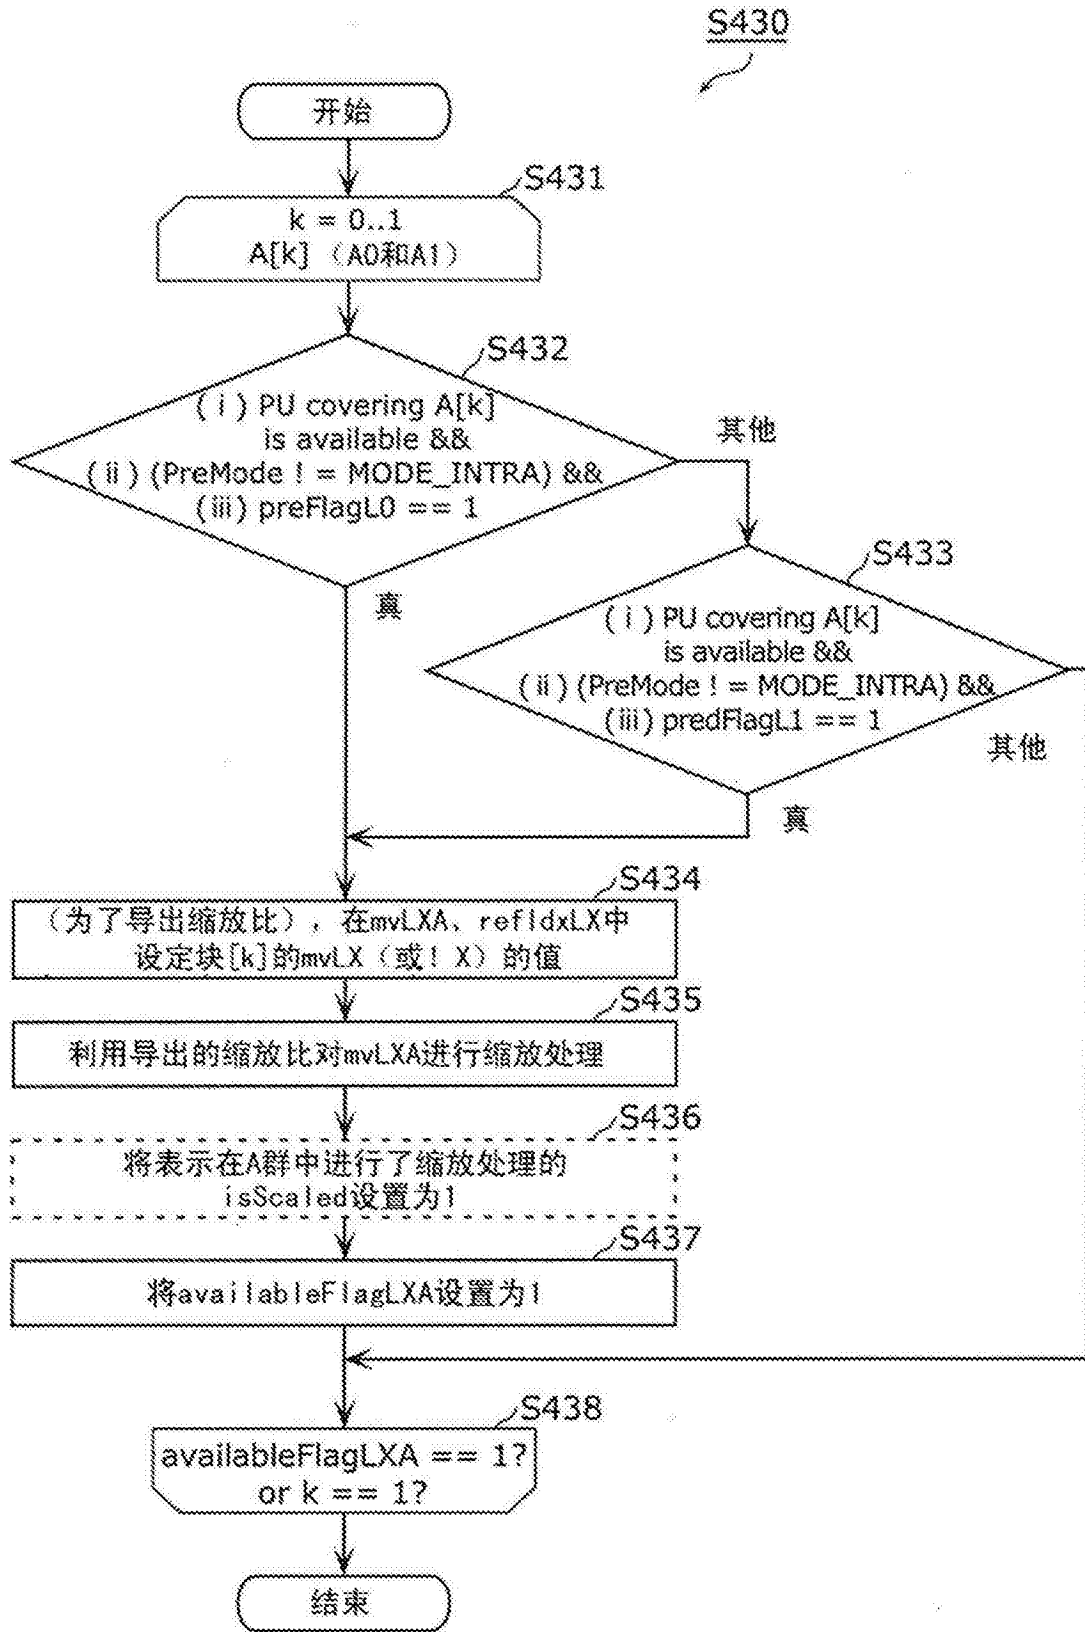 S430
开始
S431
k = 0..1
A[k]（A0和A1）
S432
(ⅰ) PU covering A[k]
is available &&
(ⅱ) (PreMode ! = MODE_INTRA) &&
(ⅲ) preFlagL0 == 1
其他
真
S433
(ⅰ) PU covering A[k]
is available &&
(ⅱ) (PreMode ! = MODE_INTRA) &&
(ⅲ) predFlagL1 == 1
其他
真
S434
（为了导出缩放比），在mvLXA、refIdxLX中
设定块[k]的mvLX（或！X）的值
S435
利用导出的缩放比对mvLXA进行缩放处理
S436
将表示在A群中进行了缩放处理的
isScaled设置为1
S437
将availableFlagLXA设置为1
S438
availableFlagLXA == 1?
or k == 1?
结束